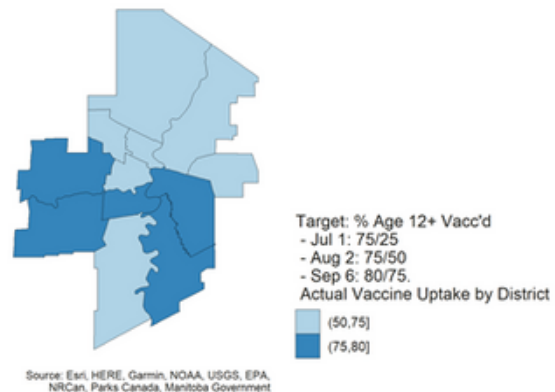 Target: % Age 12+ Vacc'd
- Jul 1: 75/25
- Aug 2: 75/50
- Sep 6: 80/75.
Actual Vaccine Uptake by District
(50,75]
(75,80]
Source: Esri, HERE, Garmin, NOAA, USGS, EPA,
NRCan, Parks Canada, Manitoba Government